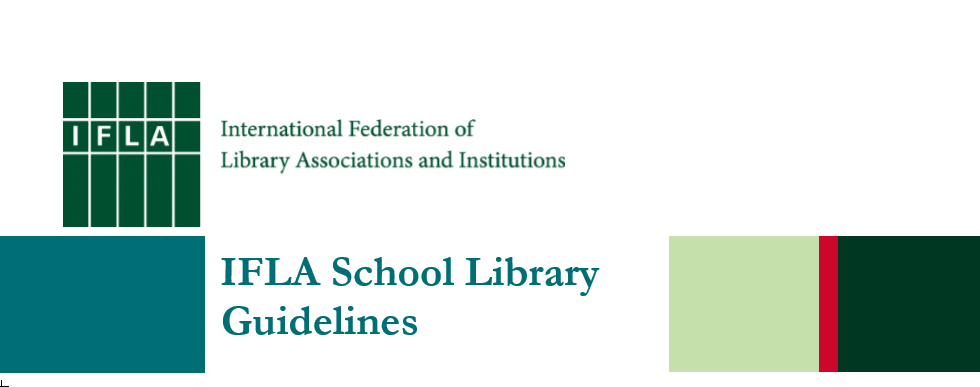 IFLA
International Federation of
Library Associations and Institutions
IFLA School Library
Guidelines